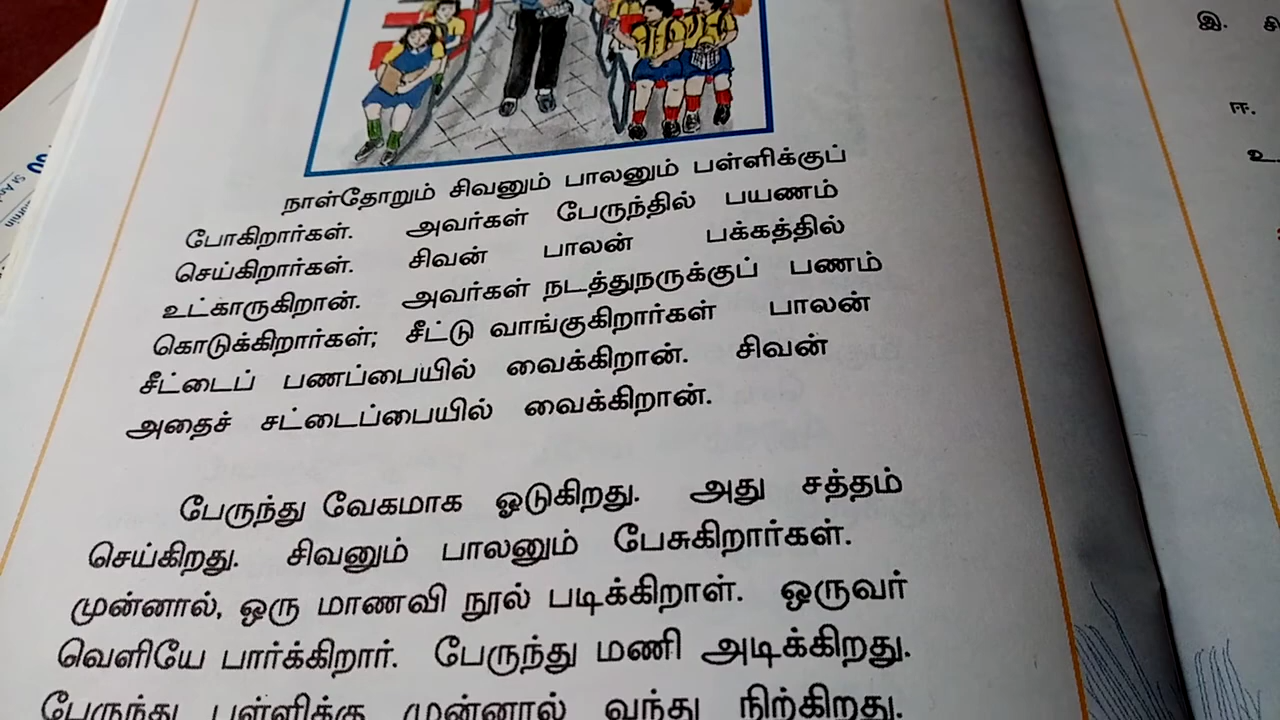 நாள்தோறும் சிவனும் பாலனும் பள்ளிக்குப்
போகிறார்கள். அவர்கள் பேருந்தில் பயணம்
செய்கிறார்கள். சிவன் பாலன் பக்கத்தில்
உட்காருகிறான். அவர்கள் நடத்துநருக்குப் பணம்
கொடுக்கிறார்கள்; சீட்டு வாங்குகிறார்கள் பாலன்
சீட்டைப் பணப்பையில் வைக்கிறான். சிவன்
அதைச் சட்டைப்பையில் வைக்கிறான்.
பேருந்து வேகமாக ஓடுகிறது. அது சத்தம்
செய்கிறது. சிவனும் பாலனும் பேசுகிறார்கள்.
முன்னால், ஒரு மாணவி நூல் படிக்கிறாள். ஒருவர்
வெளியே பார்க்கிறார். பேருந்து மணி அடிக்கிறது.
பேருந்து பள்ளிக்கு முன்னால் வந்து நிற்கிறது.
இ.
ஈ.